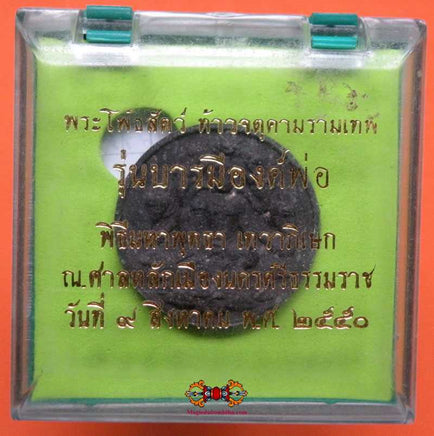 พระโพธิสัตว์ ท้าวจตุคามรามเทพ
รุ่นบารมีองค์พ่อ
พิธีมหาพุทธา เทวาภิเษก
ณ.ศาลหลักเมืองนครศรีธรรมราช
วันที่ ๙ สิงหาคม พ.ศ. ๒๕๕๐